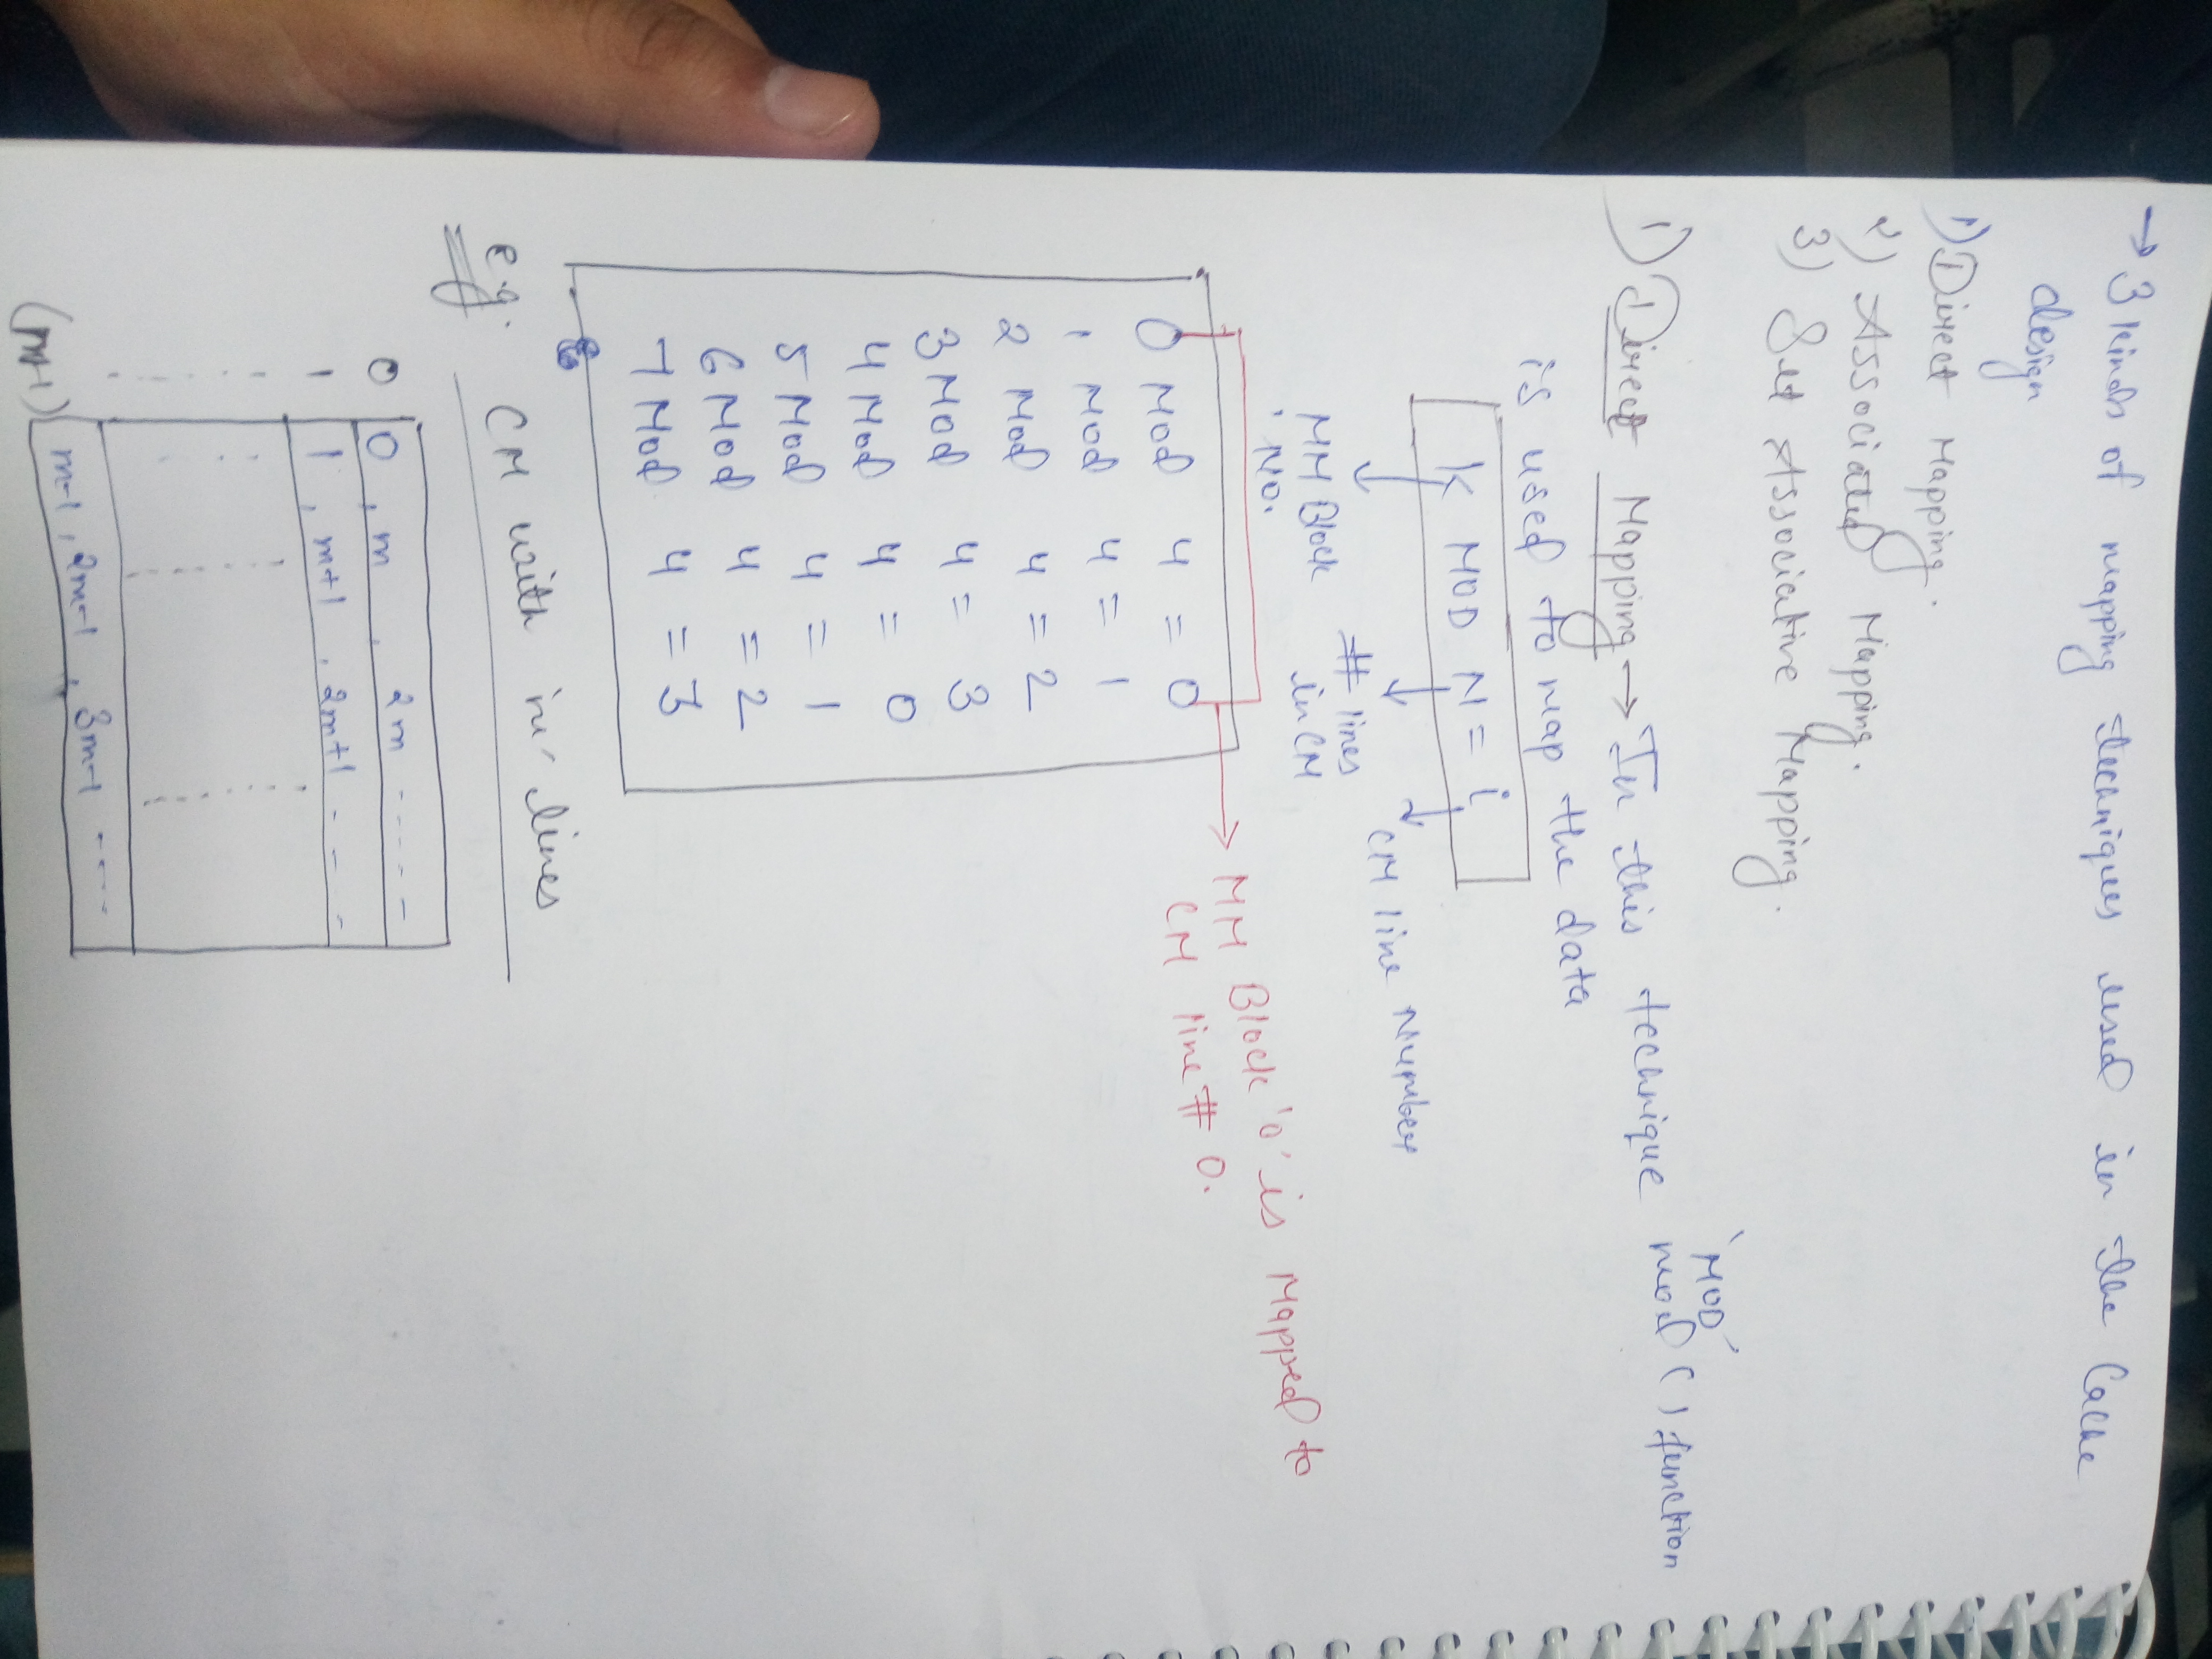 → 3 kinds of mapping techniques used in the Cache
design
1) Direct Mapping.
2) Associated Mapping.
3) Set Associative Mapping.
'MOD'
1) Direct Mapping → In this technique mod ( ) function
is used to map the data
K MOD N = i
CM line Number
# lines
in CM
MM Block
No.
MM Block '0' is Mapped to
CM line # 0.
0 Mod 4 = 0
1 Mod 4 = 1
2 Mod 4 = 2
3 Mod 4 = 3
4 Mod 4 = 0
5 Mod 4 = 1
6 Mod 4 = 2
7 Mod 4 = 3
e.g. CM with 'm' lines
0 0 , m , 2m -----
1 1 , m+1 , 2m+1 - - -
(m-1) m-1 , 2m-1 , 3m-1 ----